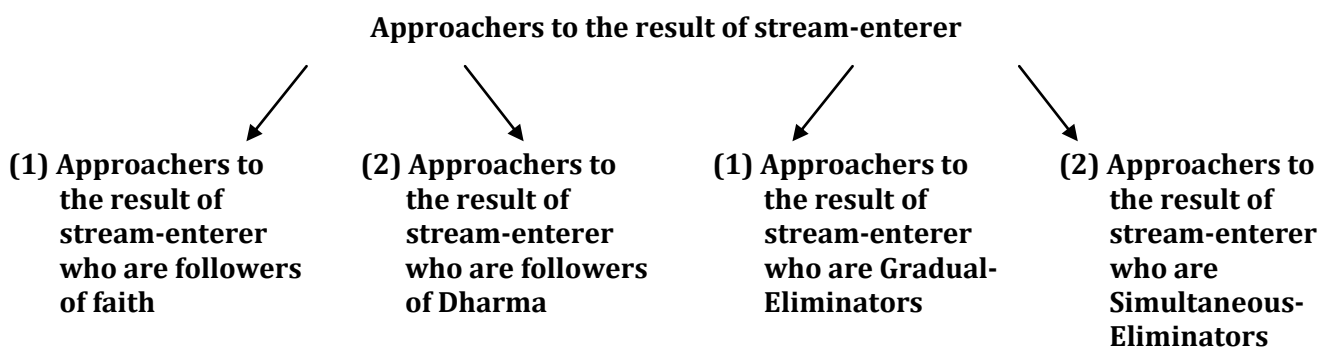 Approachers to the result of stream-enterer
(1) Approachers to
the result of
stream-enterer
who are followers
of faith
(2) Approachers to
the result of
stream-enterer
who are followers
of Dharma
(1) Approachers to
the result of
stream-enterer
who are Gradual-
Eliminators
(2) Approachers to
the result of
stream-enterer
who are
Simultaneous-
Eliminators